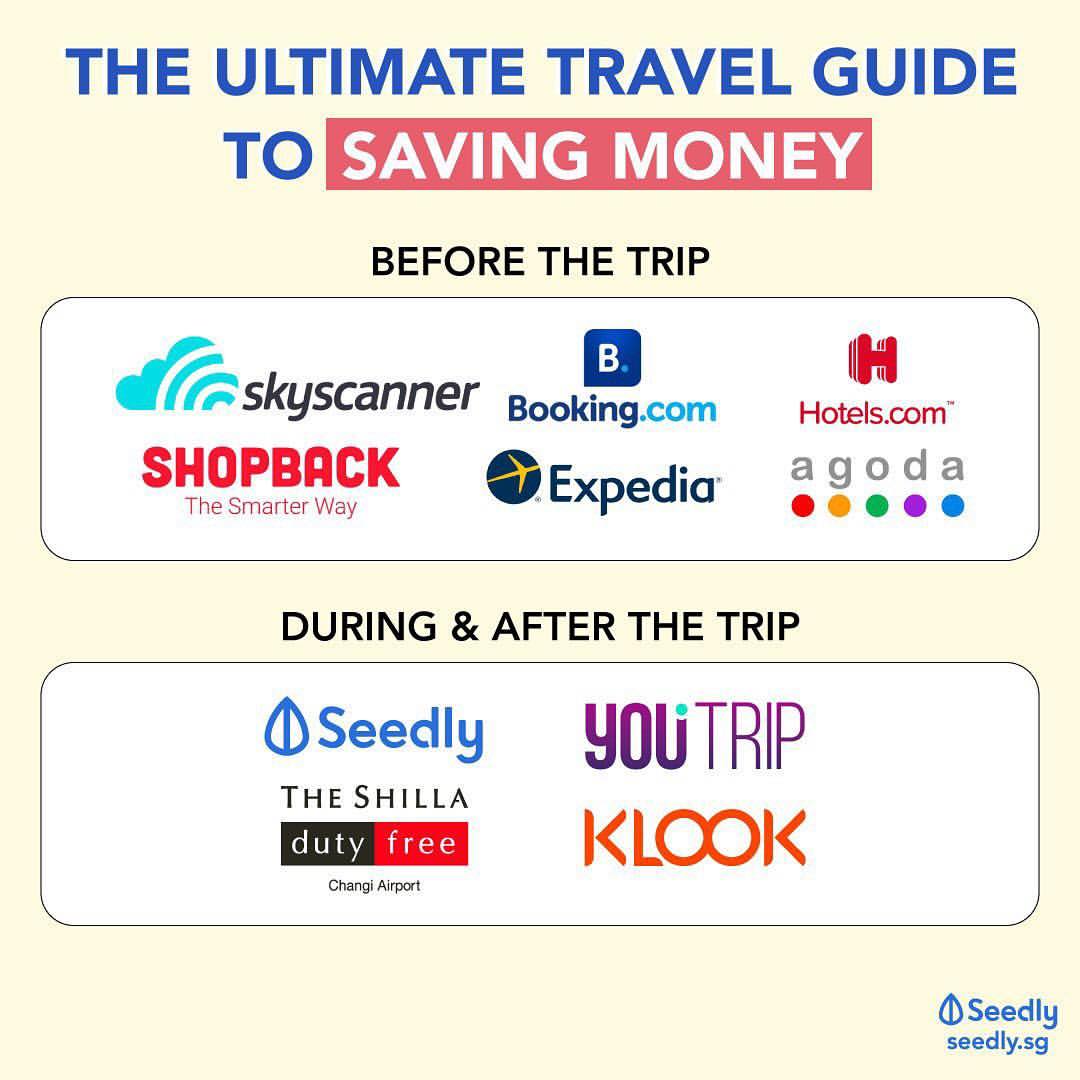 THE ULTIMATE TRAVEL GUIDE
TO SAVING MONEY
BEFORE THE TRIP
skyscanner
B.
Booking.com
H
Hotels.com™
SHOPBACK
The Smarter Way
Expedia®
agoda
DURING & AFTER THE TRIP
Seedly
YOUTRIP
THE SHILLA
duty free
Changi Airport
KLOOK
Seedly
seedly.sg